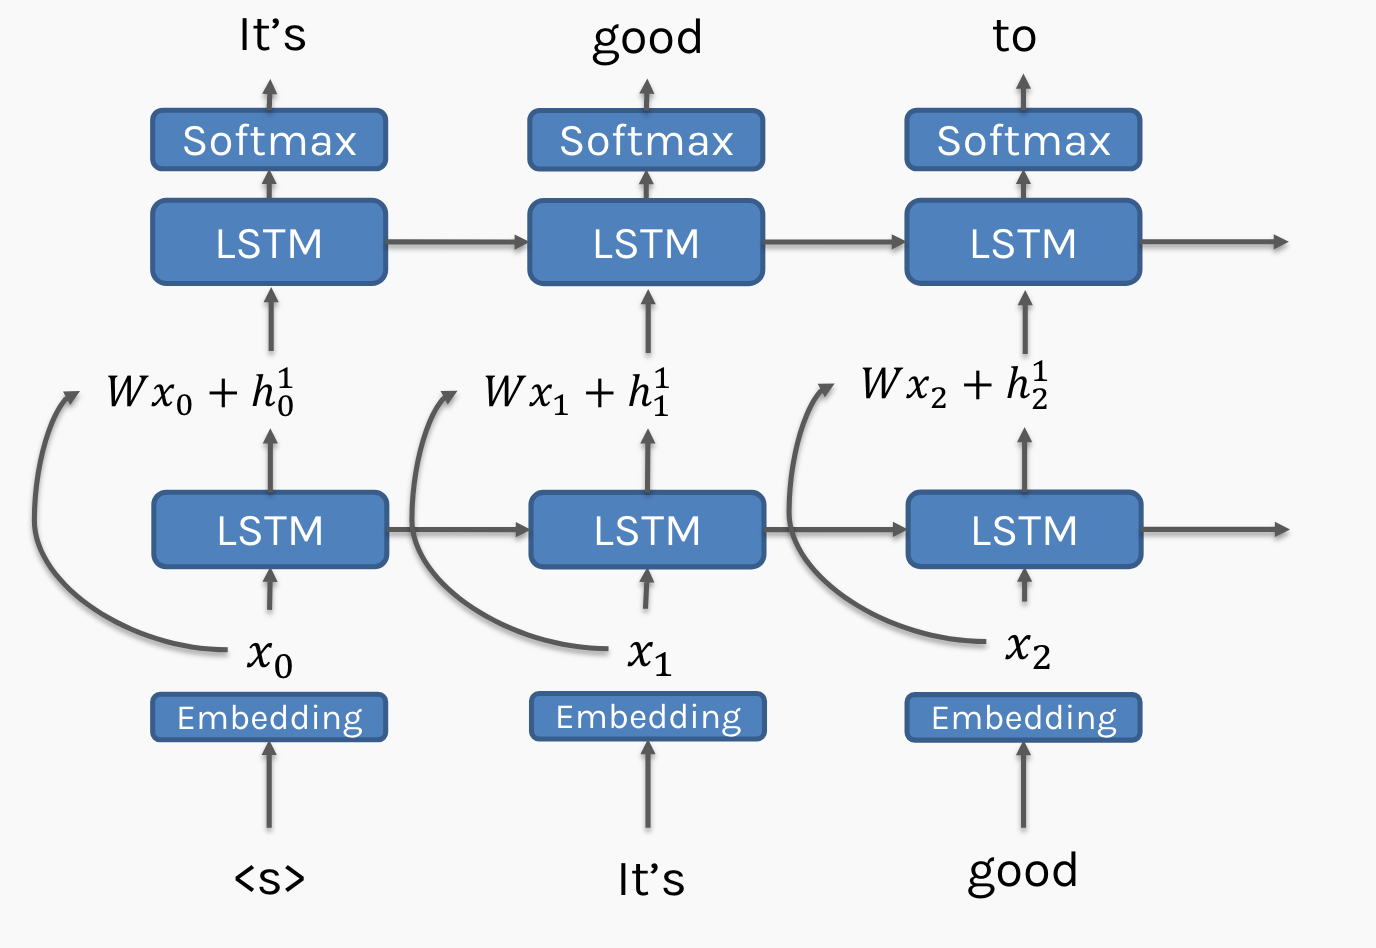 It’s good to
Softmax Softmax Softmax
LSTM LSTM LSTM
$Wx_0 + h_0^1$ $Wx_1 + h_1^1$ $Wx_2 + h_2^1$
LSTM LSTM LSTM
$x_0$ $x_1$ $x_2$
Embedding Embedding Embedding
<s> It’s good